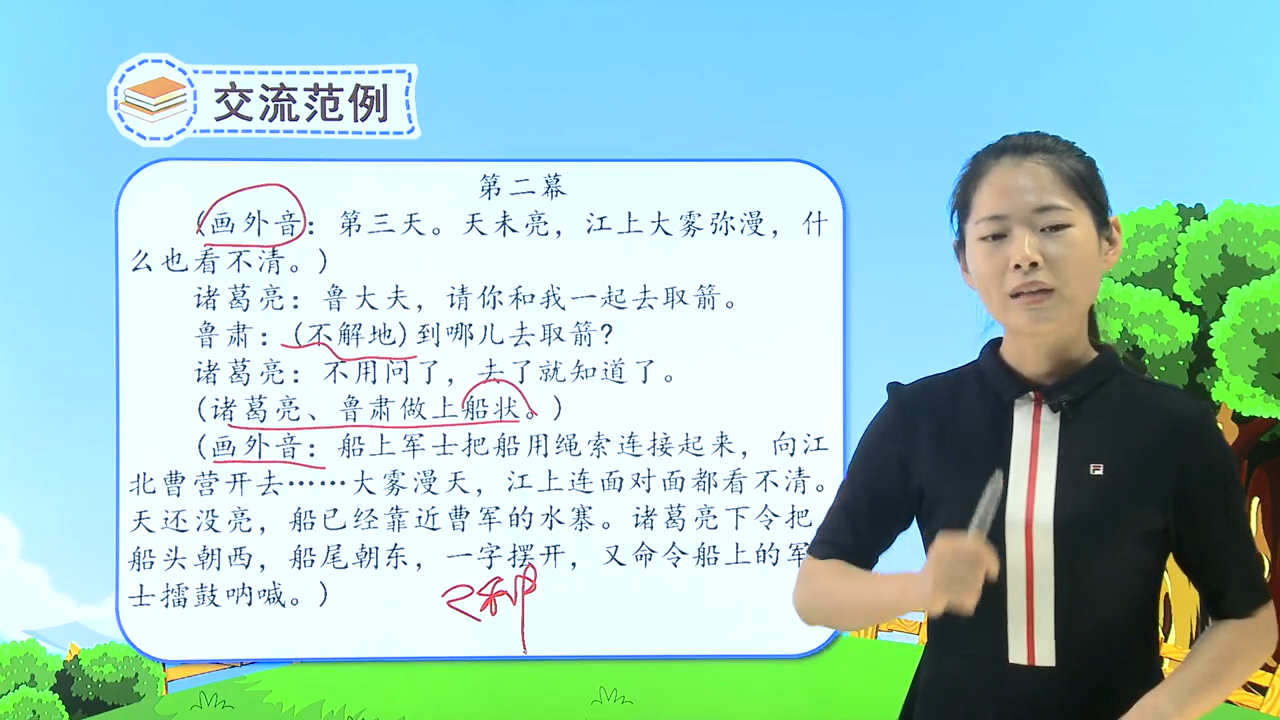 交流范例
第二幕
(画外音：第三天。天未亮，江上大雾弥漫，什
么也看不清。)
诸葛亮：鲁大夫，请你和我一起去取箭。
鲁肃：(不解地)到哪儿去取箭?
诸葛亮：不用问了，去了就知道了。
(诸葛亮、鲁肃做上船状。)
(画外音：船上军士把船用绳索连接起来，向江
北曹营开去……大雾漫天，江上连面对面都看不清。
天还没亮，船已经靠近曹军的水寨。诸葛亮下令把
船头朝西，船尾朝东，一字摆开，又命令船上的军
士擂鼓呐喊。)
2种